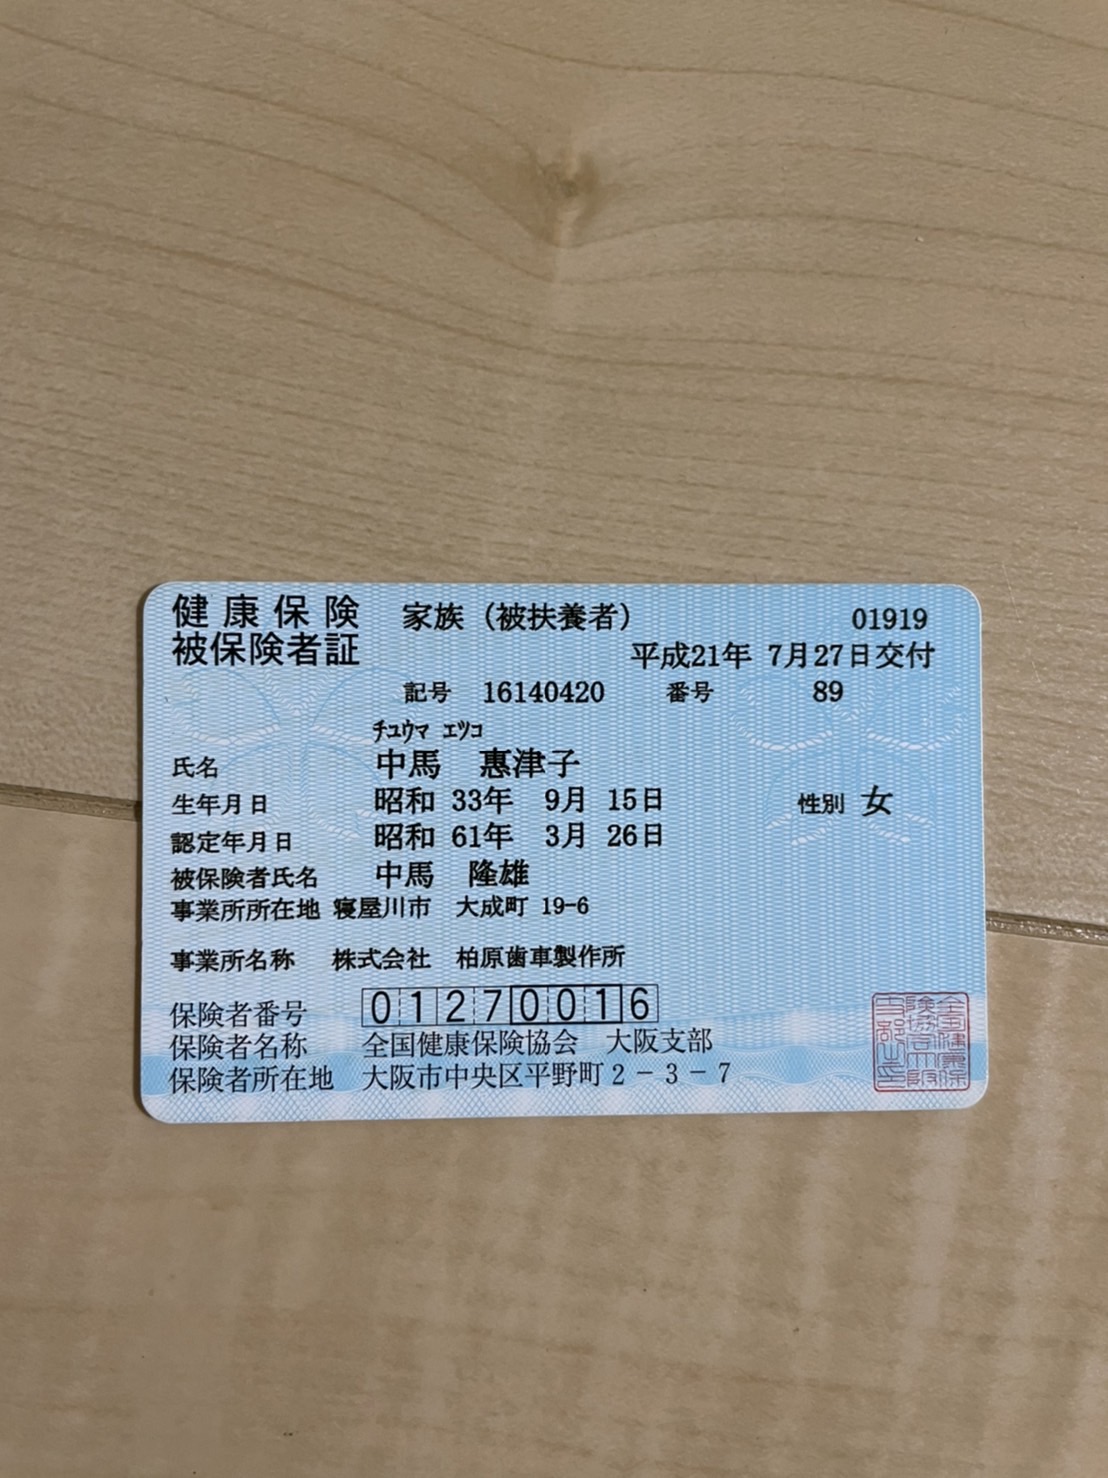 健康保険 家族(被扶養者) 01919
被保険者証 平成21年 7月27日交付
記号 16140420 番号 89
チユウマ エツコ
氏名 中馬 惠津子
生年月日 昭和 33年 9月 15日 性別 女
認定年月日 昭和 61年 3月 26日
被保険者氏名 中馬 隆雄
事業所所在地 寝屋川市 大成町 19-6
事業所名称 株式会社 柏原歯車製作所
保険者番号 01270016
保険者名称 全国健康保険協会 大阪支部
保険者所在地 大阪市中央区平野町2-3-7